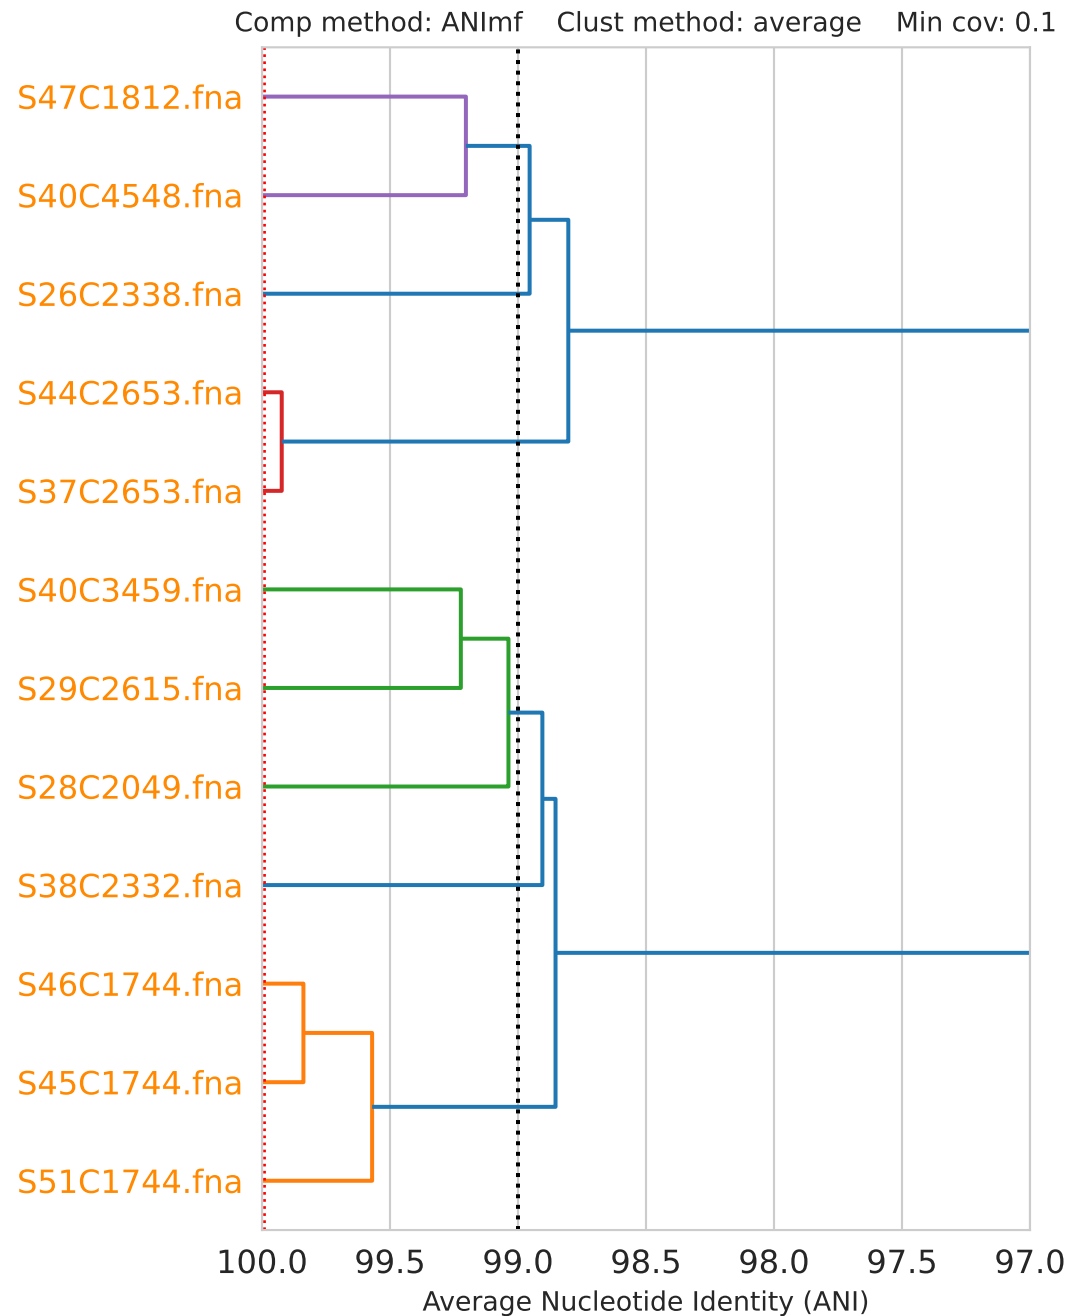 Comp method: ANImf    Clust method: average    Min cov: 0.1
S47C1812.fna
S40C4548.fna
S26C2338.fna
S44C2653.fna
S37C2653.fna
S40C3459.fna
S29C2615.fna
S28C2049.fna
S38C2332.fna
S46C1744.fna
S45C1744.fna
S51C1744.fna
100.0 99.5 99.0 98.5 98.0 97.5 97.0
Average Nucleotide Identity (ANI)